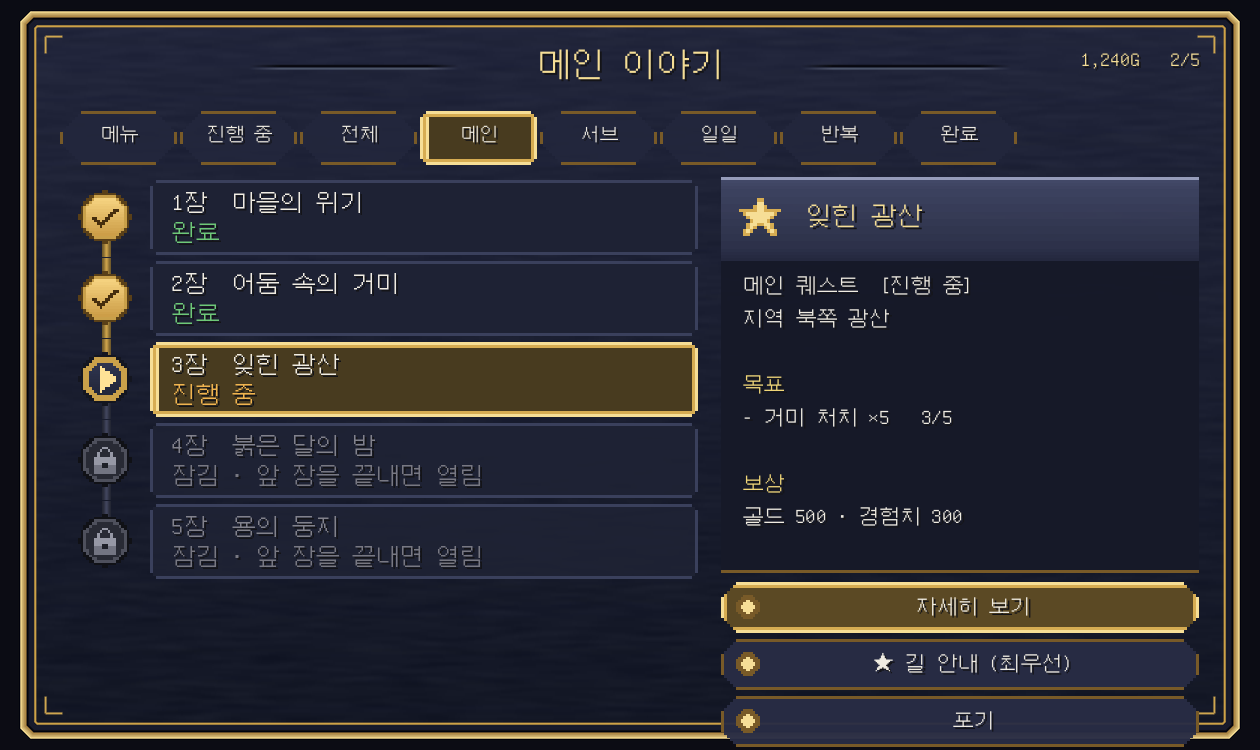 메인 이야기
1,240G 2/5
메뉴 진행 중 전체 메인 서브 일일 반복 완료
1장 마을의 위기
완료
2장 어둠 속의 거미
완료
3장 잊힌 광산
진행 중
4장 붉은 달의 밤
잠김 · 앞 장을 끝내면 열림
5장 용의 둥지
잠김 · 앞 장을 끝내면 열림
잊힌 광산
메인 퀘스트 [진행 중]
지역 북쪽 광산
목표
- 거미 처치 ×5 3/5
보상
골드 500 · 경험치 300
자세히 보기
★ 길 안내 (최우선)
포기